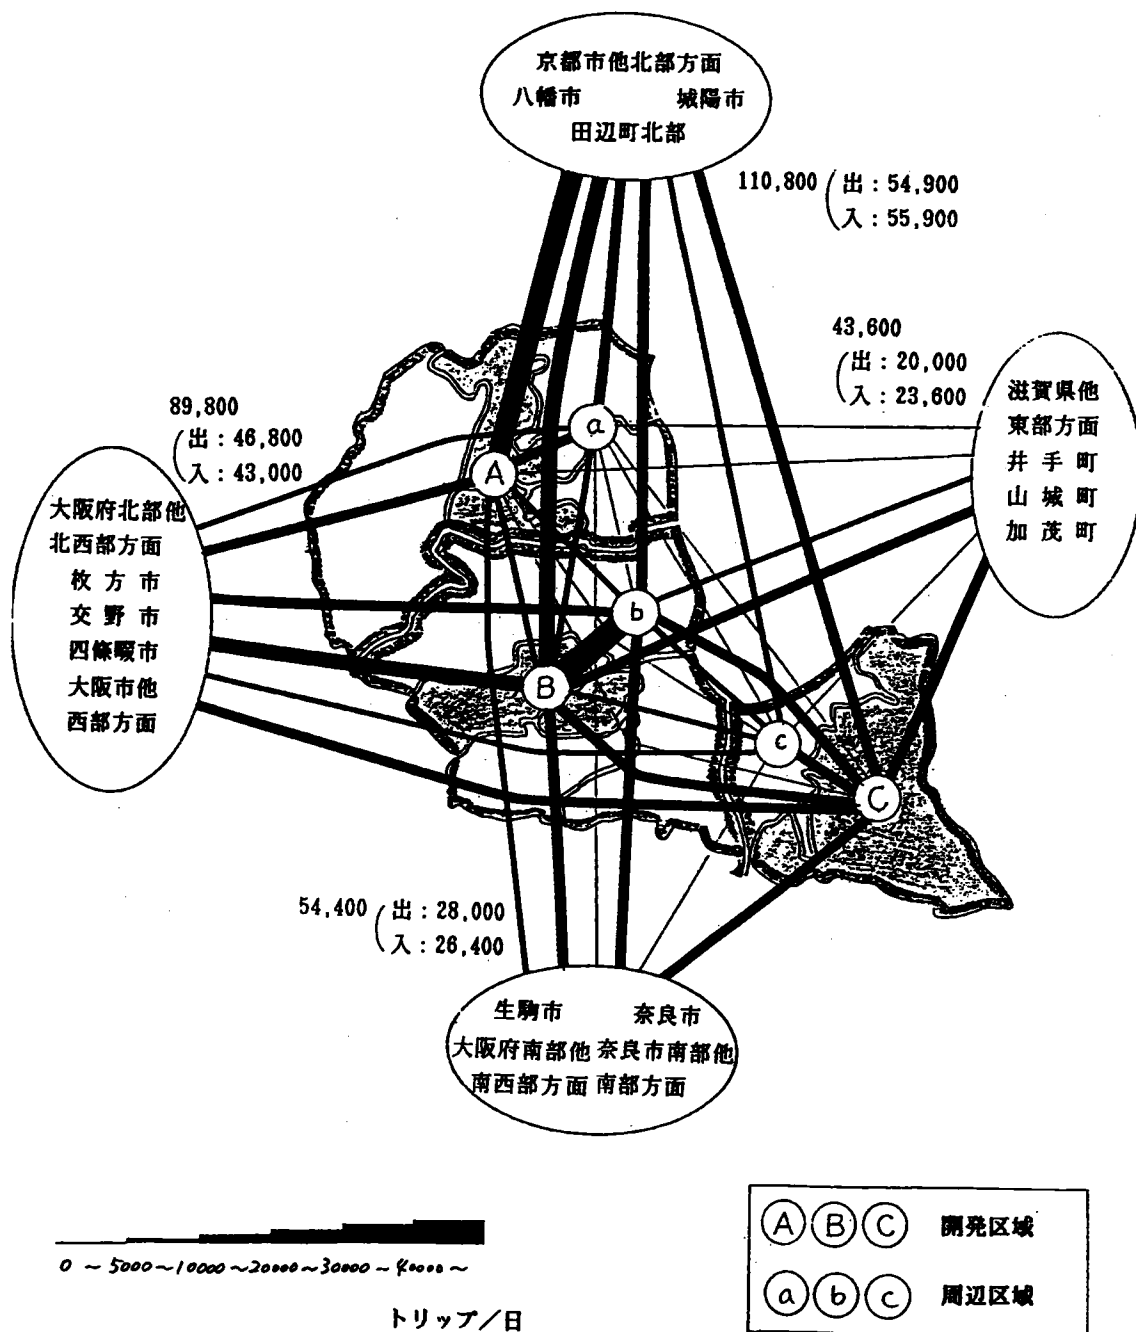 京都市他北部方面
八幡市 城陽市
田辺町北部
110,800 (出:54,900
入:55,900
43,600
(出:20,000
入:23,600
滋賀県他
東部方面
井手町
山城町
加茂町
89,800
(出:46,800
入:43,000
大阪府北部他
北西部方面
枚方市
交野市
四條畷市
大阪市他
西部方面
a
A
b
B
c
C
54,400 (出:28,000
入:26,400
生駒市 奈良市
大阪府南部他 奈良市南部他
南西部方面 南部方面
0 ~ 5000 ~ 10000 ~ 20000 ~ 30000 ~ 40000 ~
トリップ/日
A B C 開発区域
a b c 周辺区域